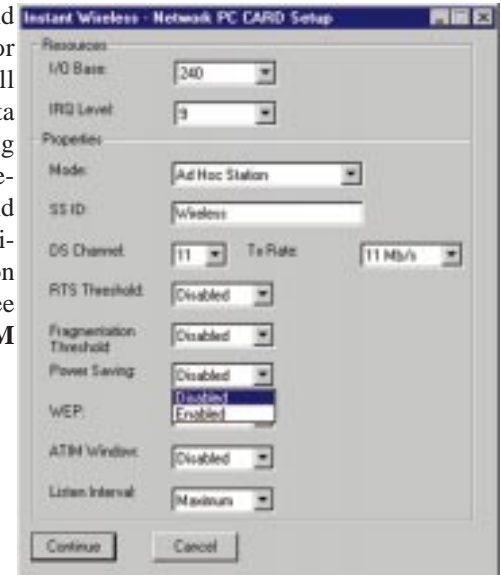 Instant Wireless - Network PC CARD Setup
Resources
I/O Base: 240
IRQ Level: 9
Properties
Mode: Ad Hoc Station
SS ID: Wireless
DS Channel: 11 Tx Rate: 11 Mb/s
RTS Threshold: Disabled
Fragmentation Threshold Disabled
Power Saving: Disabled
Disabled
Enabled
WEP:
ATIM Window: Disabled
Listen Interval: Maximum
Continue Cancel